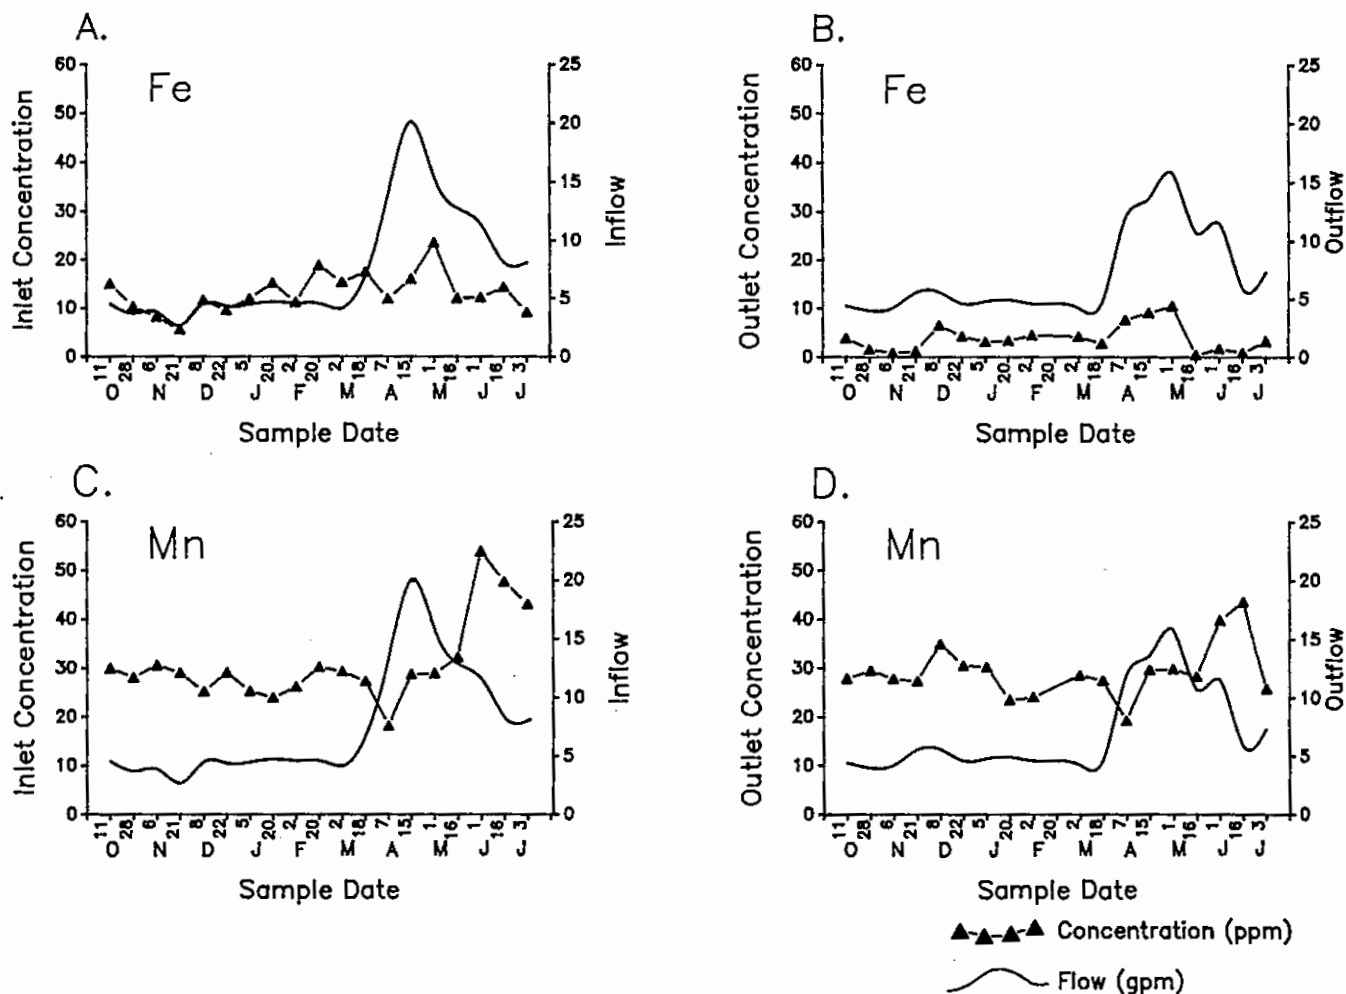 A.
Fe
60
50
40
30
20
10
0
Inlet Concentration
25
20
15
10
5
0
Inflow
11 28 6 21 8 22 5 20 2 20 2 18 7 15 1 16 1 16 3
O N D J F M A M J J
Sample Date
B.
Fe
60
50
40
30
20
10
0
Outlet Concentration
25
20
15
10
5
0
Outflow
11 28 6 21 8 22 5 20 2 20 2 18 7 15 1 16 1 16 3
O N D J F M A M J J
Sample Date
C.
Mn
60
50
40
30
20
10
0
Inlet Concentration
25
20
15
10
5
0
Inflow
11 28 6 21 8 22 5 20 2 20 2 18 7 15 1 16 1 16 3
O N D J F M A M J J
Sample Date
D.
Mn
60
50
40
30
20
10
0
Outlet Concentration
25
20
15
10
5
0
Outflow
11 28 6 21 8 22 5 20 2 20 2 18 7 15 1 16 1 16 3
O N D J F M A M J J
Sample Date
Concentration (ppm)
Flow (gpm)